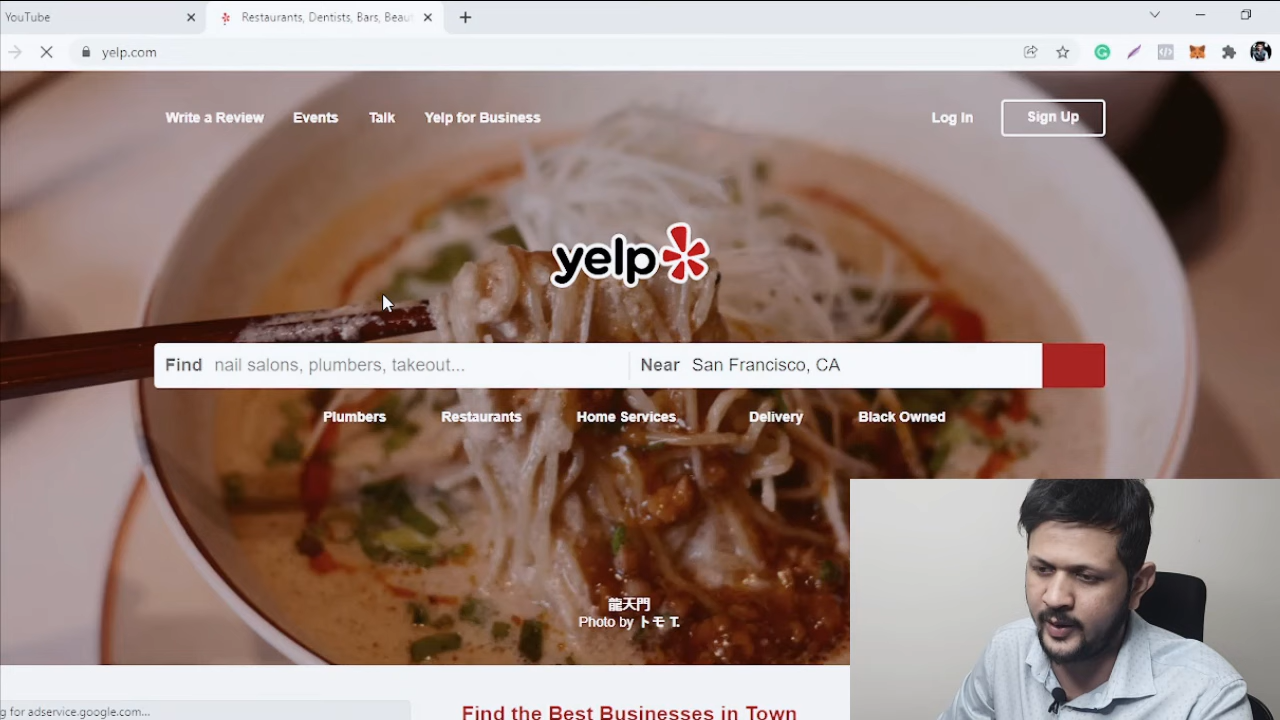 YouTube
Restaurants, Dentists, Bars, Beau
yelp.com
Write a Review Events Talk Yelp for Business Log In Sign Up
yelp
Find nail salons, plumbers, takeout... Near San Francisco, CA
Plumbers Restaurants Home Services Delivery Black Owned
龍天門
Photo by トモ T.
g for adservice.google.com...
Find the Best Businesses in Town